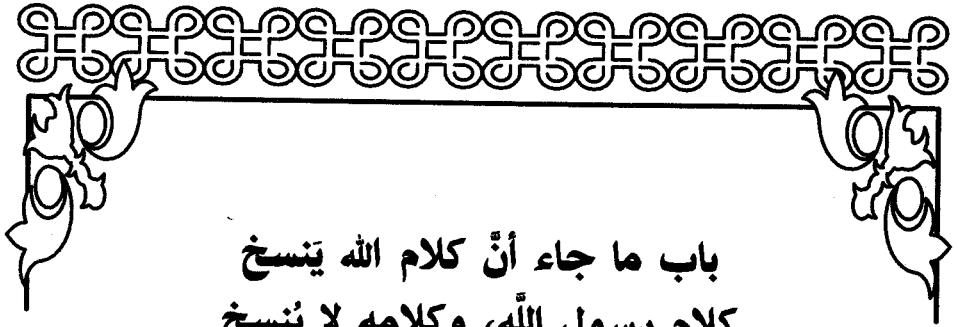 باب ما جاء أنَّ كلام الله يَنسخ
كلام رسول اللَّه، وكلامه لا يُنسخ